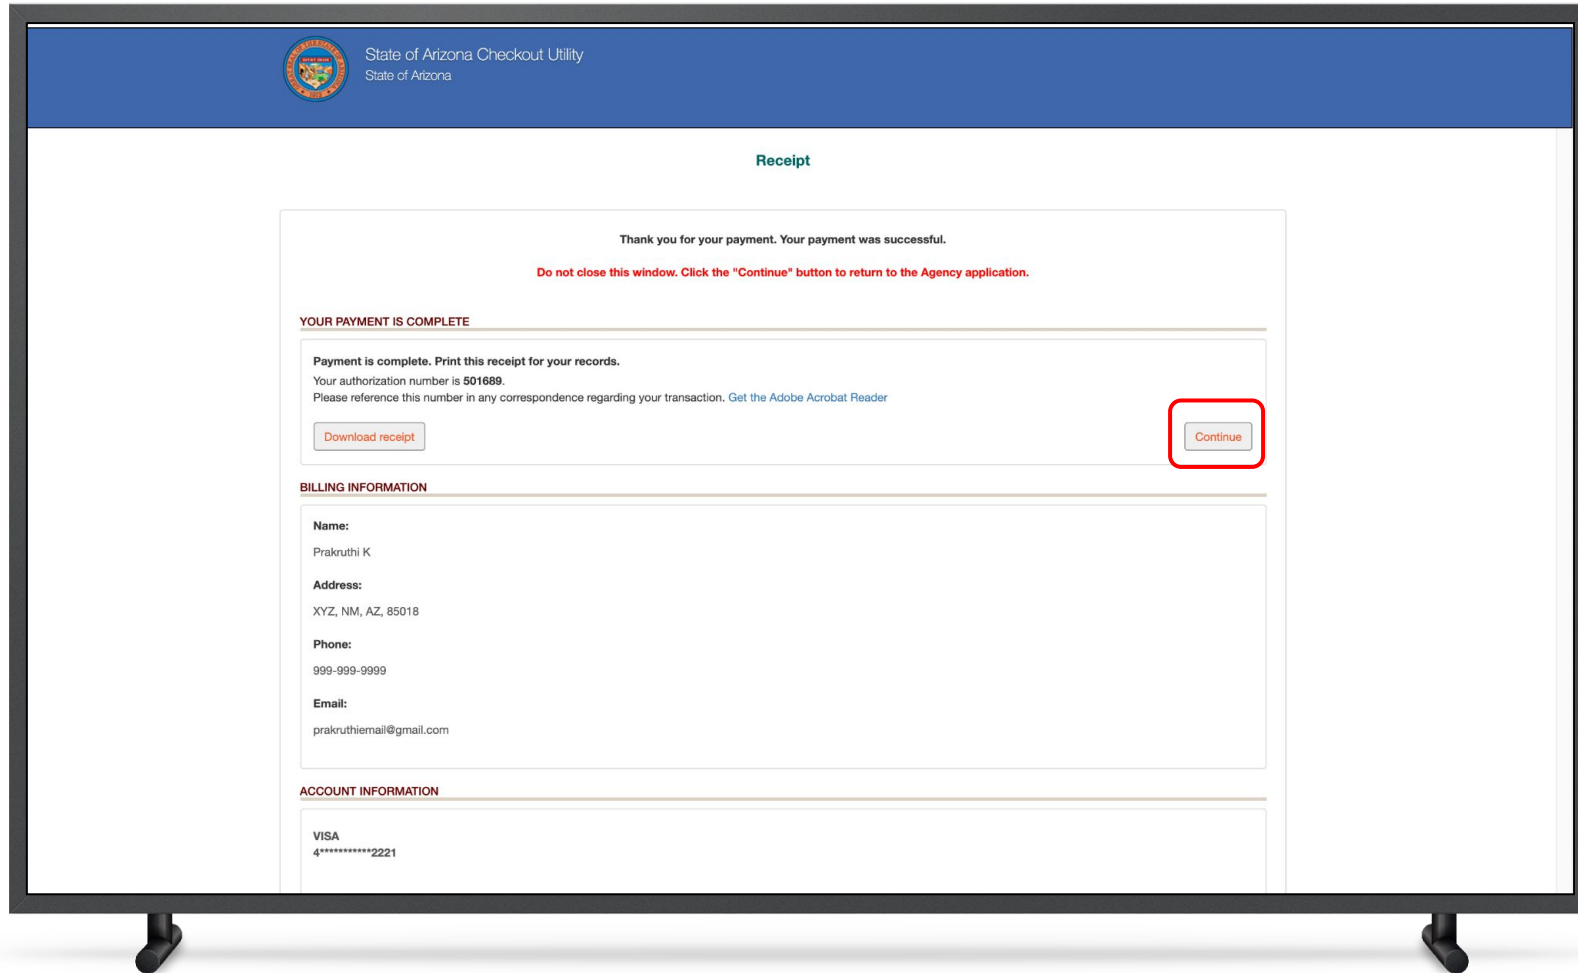 State of Arizona Checkout Utility
State of Arizona
Receipt
Thank you for your payment. Your payment was successful.
Do not close this window. Click the "Continue" button to return to the Agency application.
YOUR PAYMENT IS COMPLETE
Payment is complete. Print this receipt for your records.
Your authorization number is 501689.
Please reference this number in any correspondence regarding your transaction. Get the Adobe Acrobat Reader
Download receipt
Continue
BILLING INFORMATION
Name:
Prakruthi K
Address:
XYZ, NM, AZ, 85018
Phone:
999-999-9999
Email:
prakruthiemail@gmail.com
ACCOUNT INFORMATION
VISA
4***********2221